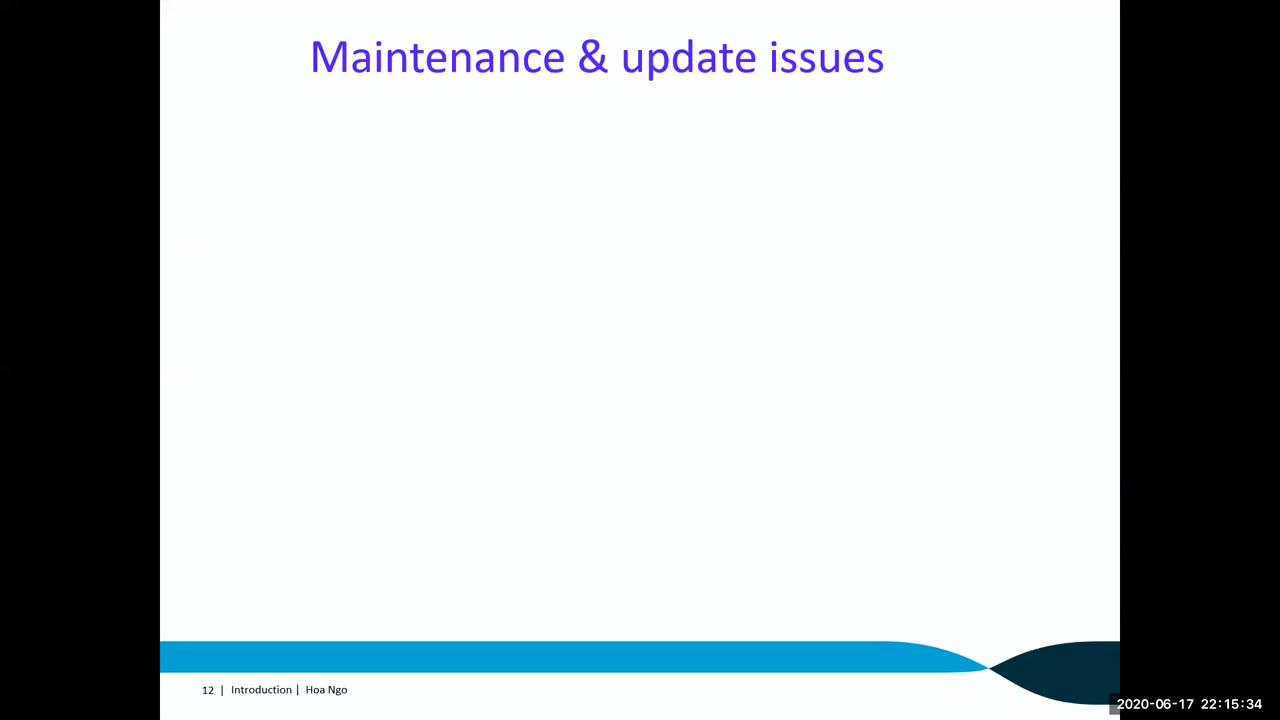 Maintenance & update issues
12 | Introduction | Hoa Ngo
2020-06-17 22:15:34